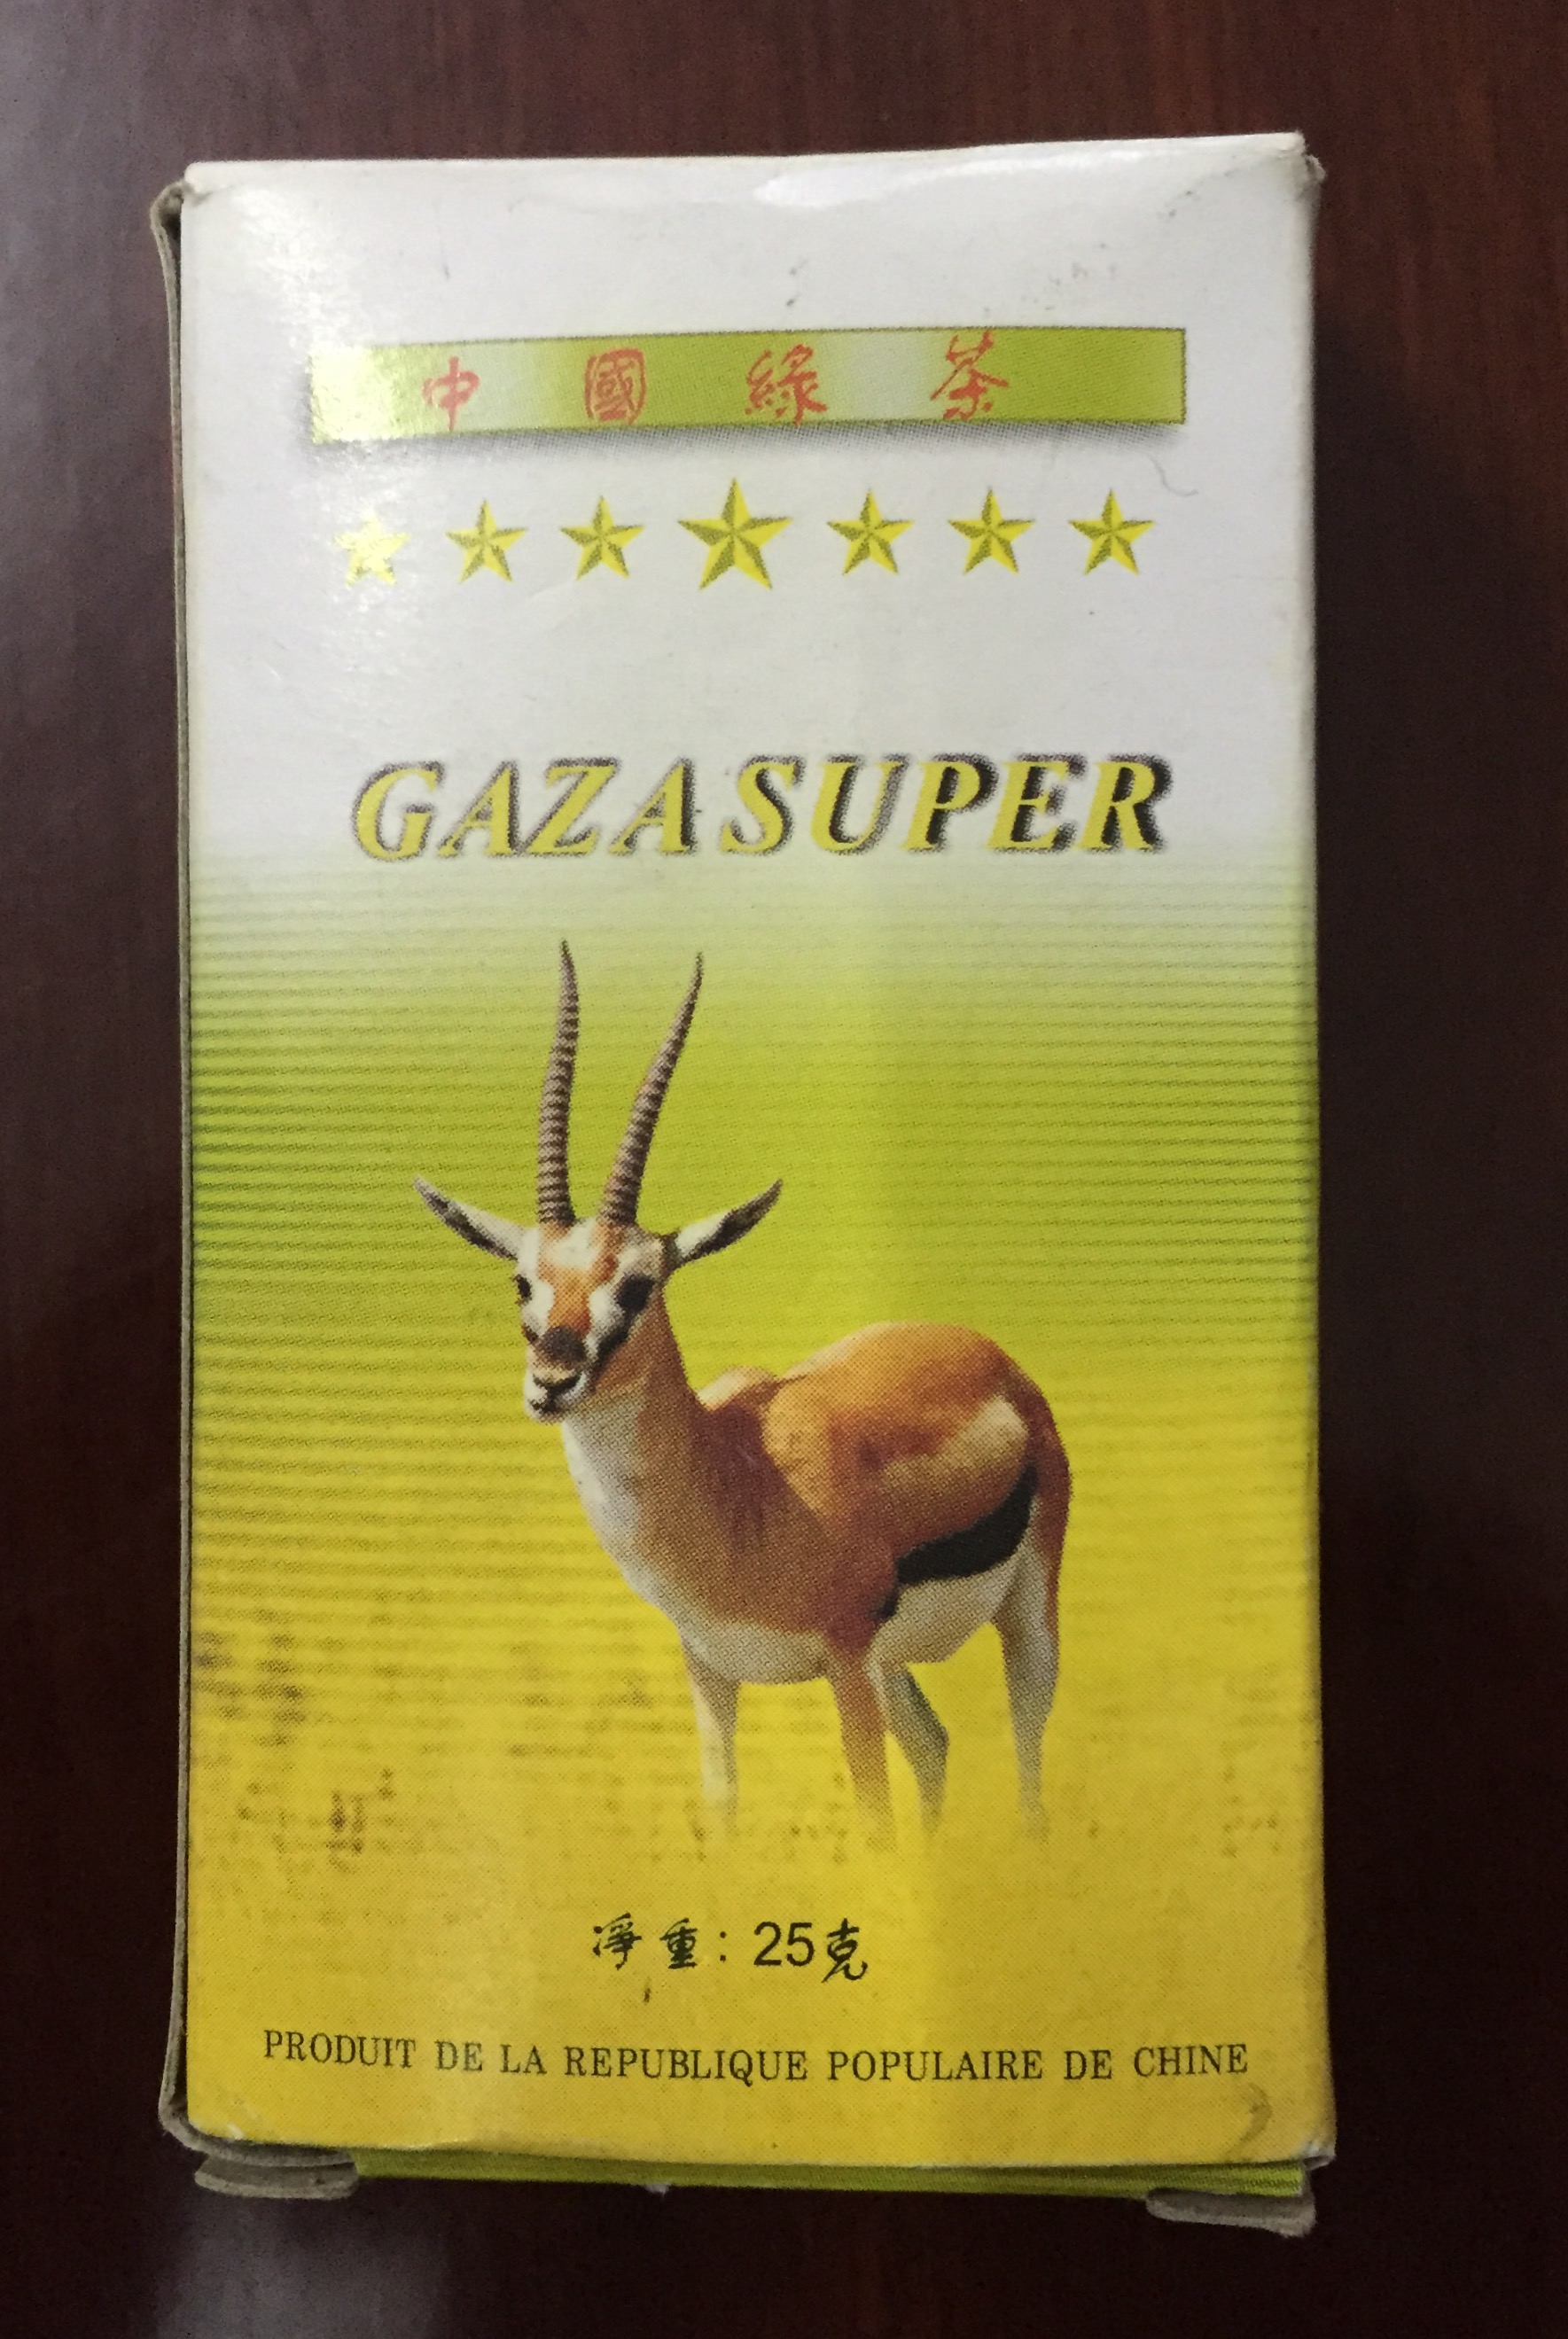 中國綠茶
GAZA SUPER
淨重: 25克
PRODUIT DE LA REPUBLIQUE POPULAIRE DE CHINE